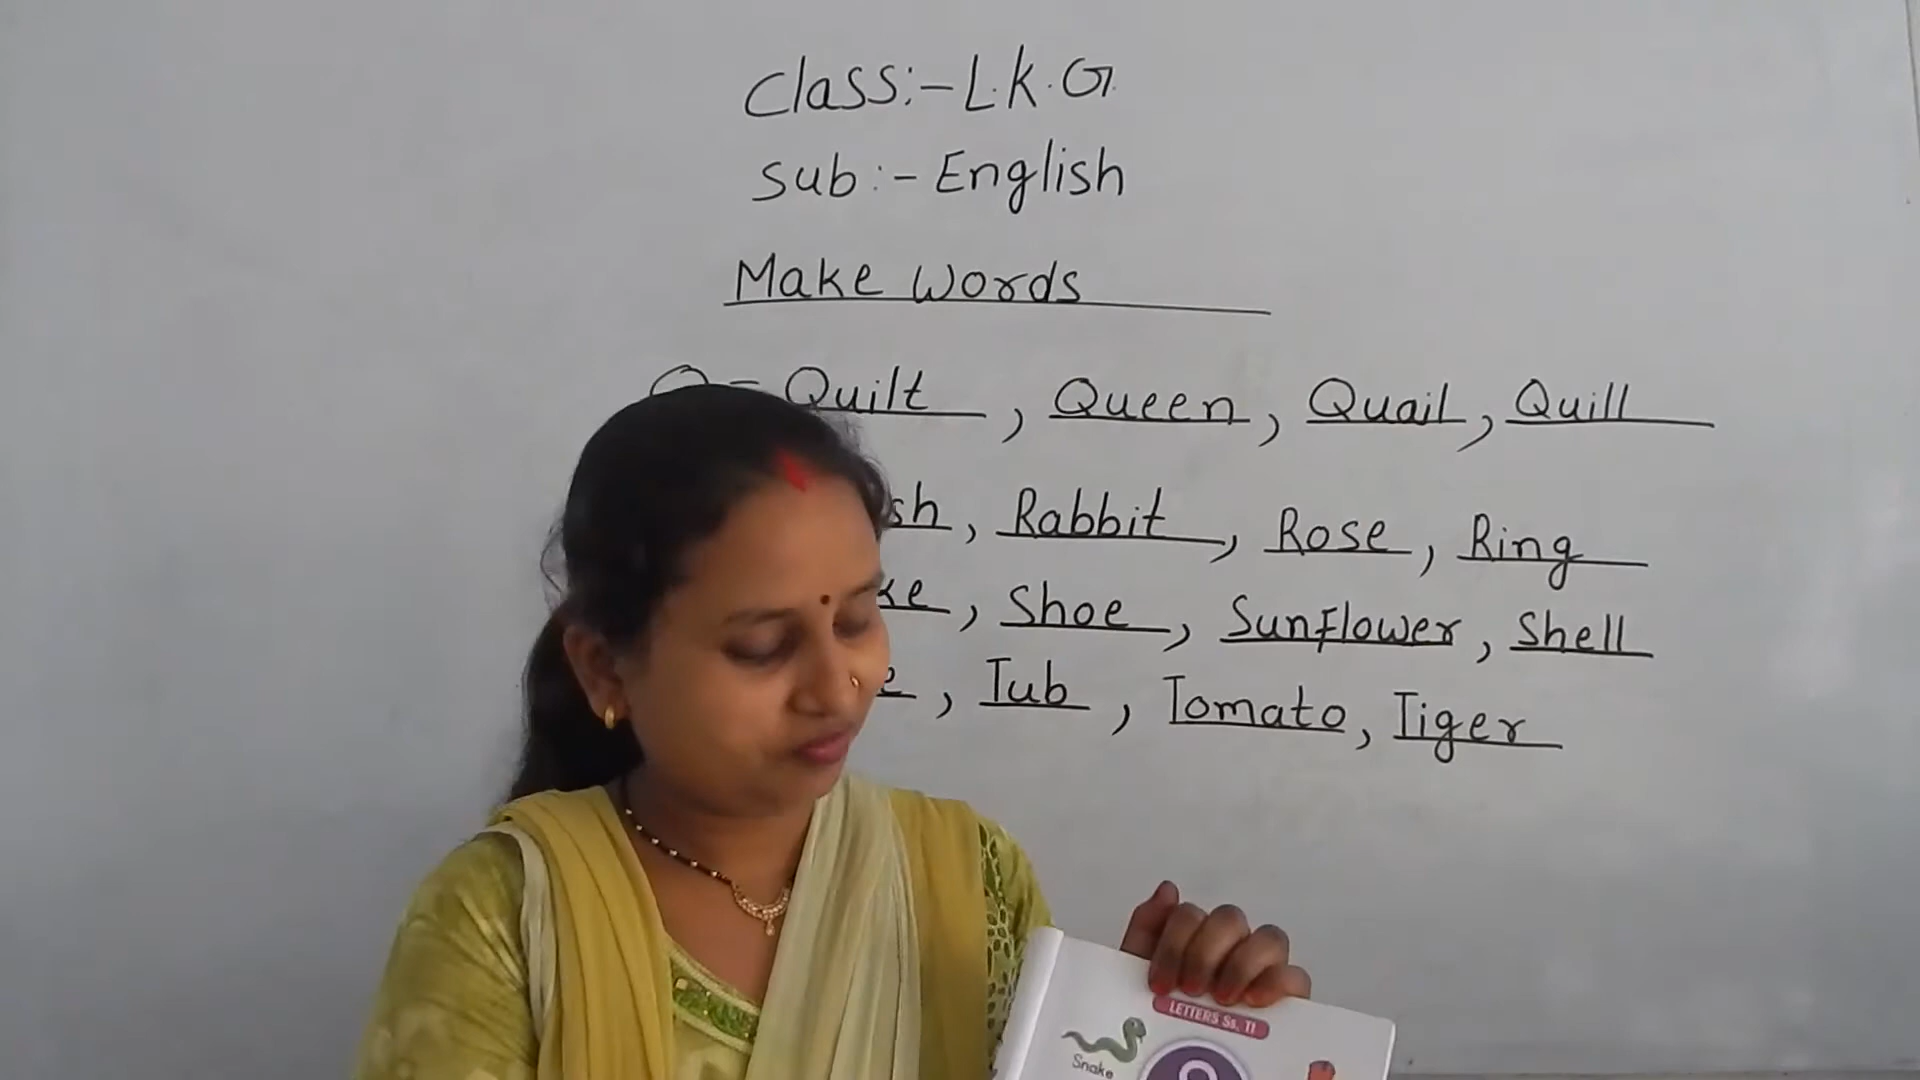 Class:- L.K.G.
Sub:- English
Make Words
Q = Quilt, Queen, Quail, Quill
, Rabbit, Rose, Ring
, Shoe, Sunflower, Shell
, Tub, Tomato, Tiger
LETTERS Ss, Tt
Snake